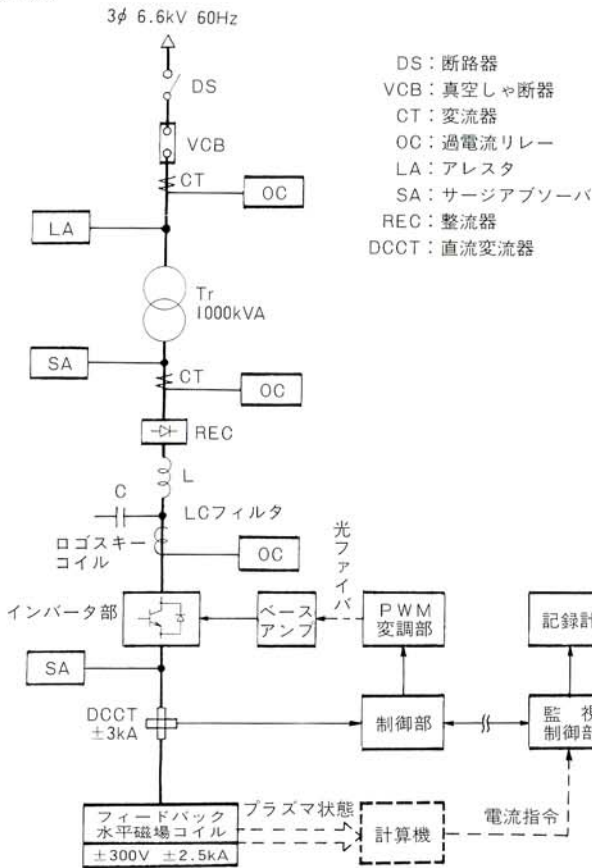 3φ 6.6kV 60Hz
DS
VCB
CT
OC
LA
Tr
1000kVA
SA
CT
OC
REC
L
C
LCフィルタ
ロゴスキー
コイル
OC
光ファイバ
インバータ部
ベース
アンプ
PWM
変調部
記録計
SA
DCCT
±3kA
制御部
監視
制御部
フィードバック
水平磁場コイル
±300V ±2.5kA
プラズマ状態
計算機
電流指令
DS：断路器
VCB：真空しゃ断器
CT：変流器
OC：過電流リレー
LA：アレスタ
SA：サージアブソーバ
REC：整流器
DCCT：直流変流器